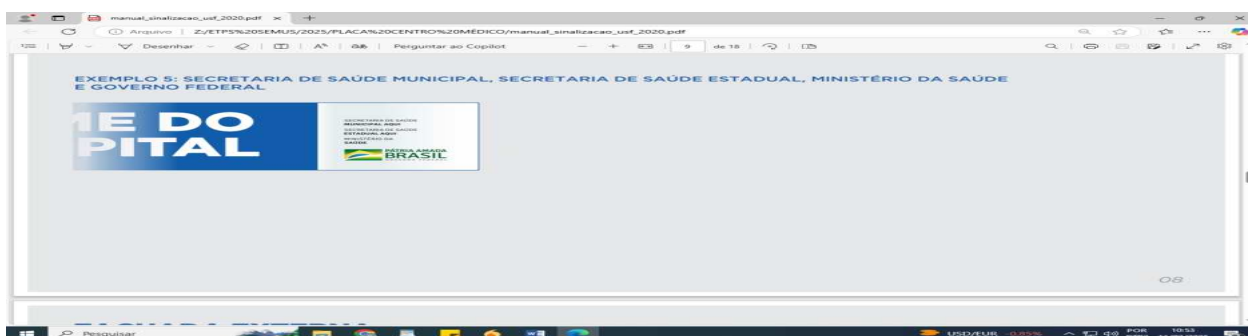 manual_sinalizacao_usf_2020.pdf
Arquivo | Z:/ETPS%20SEMUS/2025/PLACA%20CENTRO%20MÉDICO/manual_sinalizacao_usf_2020.pdf
Desenhar | Perguntar ao Copilot 9 de 18
EXEMPLO 5: SECRETARIA DE SAÚDE MUNICIPAL, SECRETARIA DE SAÚDE ESTADUAL, MINISTÉRIO DA SAÚDE
E GOVERNO FEDERAL
ME DO
PITAL
SECRETARIA DE SAÚDE
MUNICIPAL AQUI
SECRETARIA DE SAÚDE
ESTADUAL AQUI
MINISTÉRIO DA
SAÚDE
PÁTRIA AMADA
BRASIL
08
Pesquisar
USD/EUR -0.85%
POR 10:53